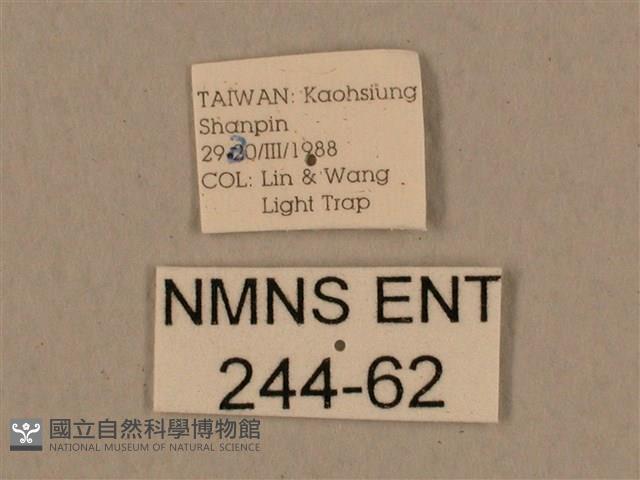 TAIWAN: Kaohsiung
Shanpin
29-30/III/1988
COL: Lin & Wang
Light Trap
NMNS ENT
244-62
國立自然科學博物館
NATIONAL MUSEUM OF NATURAL SCIENCE